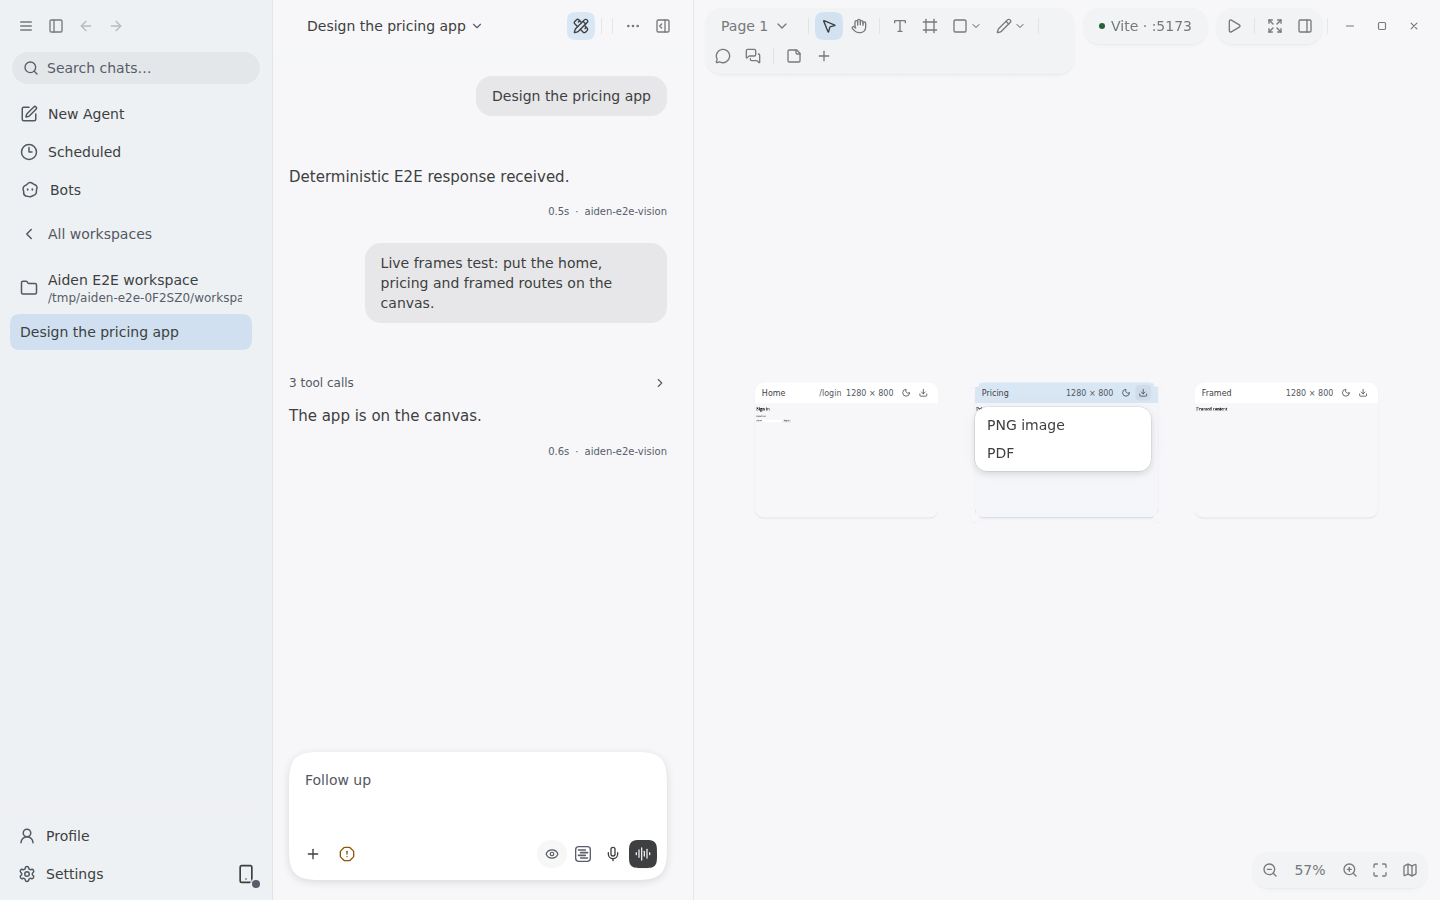 Search chats...
New Agent
Scheduled
Bots
All workspaces
Aiden E2E workspace
/tmp/aiden-e2e-0F2SZ0/workspa
Design the pricing app
Profile
Settings
Design the pricing app
Design the pricing app
Deterministic E2E response received.
0.5s · aiden-e2e-vision
Live frames test: put the home,
pricing and framed routes on the
canvas.
3 tool calls
The app is on the canvas.
0.6s · aiden-e2e-vision
Follow up
Page 1
Vite · :5173
Home /login 1280 × 800
Sign in
Pricing 1280 × 800
PNG image
PDF
Framed 1280 × 800
Framed content
57%